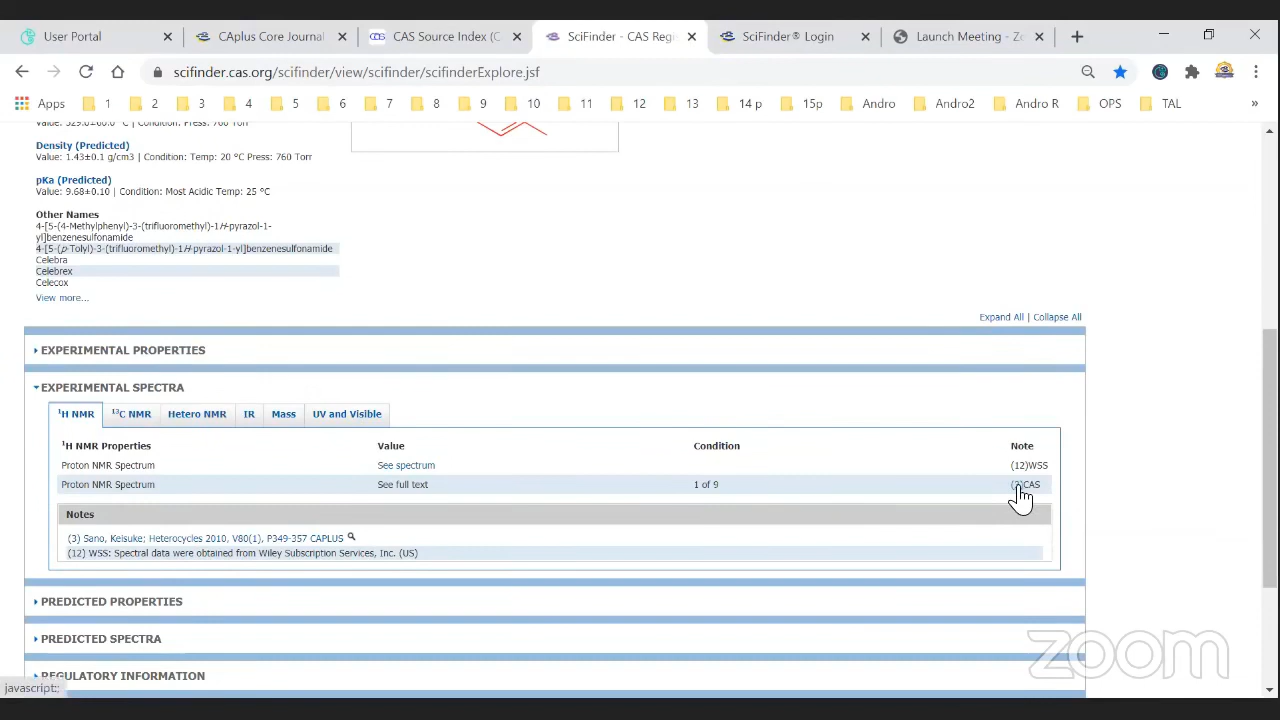 User Portal
CAplus Core Journal
CAS Source Index (C
SciFinder - CAS Regi
SciFinder® Login
Launch Meeting - Ze
scifinder.cas.org/scifinder/view/scifinder/scifinderExplore.jsf
Apps 1 2 3 4 5 6 7 8 9 10 11 12 13 14 p 15p Andro Andro2 Andro R OPS TAL »
Density (Predicted)
Value: 1.43±0.1 g/cm3 | Condition: Temp: 20 °C Press: 760 Torr
pKa (Predicted)
Value: 9.68±0.10 | Condition: Most Acidic Temp: 25 °C
Other Names
4-[5-(4-Methylphenyl)-3-(trifluoromethyl)-1H-pyrazol-1-
yl]benzenesulfonamide
4-[5-(p-Tolyl)-3-(trifluoromethyl)-1H-pyrazol-1-yl]benzenesulfonamide
Celebra
Celebrex
Celecox
View more...
Expand All | Collapse All
EXPERIMENTAL PROPERTIES
EXPERIMENTAL SPECTRA
¹H NMR ¹³C NMR Hetero NMR IR Mass UV and Visible
¹H NMR Properties Value Condition Note
Proton NMR Spectrum See spectrum (12)WSS
Proton NMR Spectrum See full text 1 of 9 (3)CAS
Notes
(3) Sano, Keisuke; Heterocycles 2010, V80(1), P349-357 CAPLUS
(12) WSS: Spectral data were obtained from Wiley Subscription Services, Inc. (US)
PREDICTED PROPERTIES
PREDICTED SPECTRA
REGULATORY INFORMATION
javascript:;
zoom